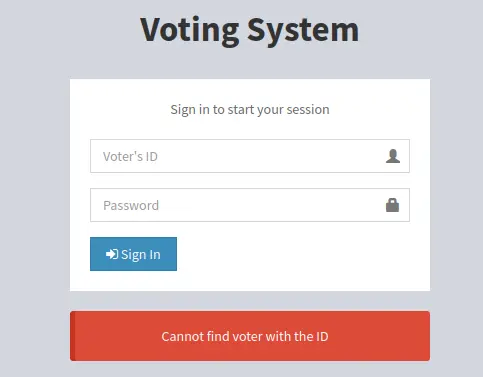 Voting System
Sign in to start your session
Voter's ID
Password
Sign In
Cannot find voter with the ID